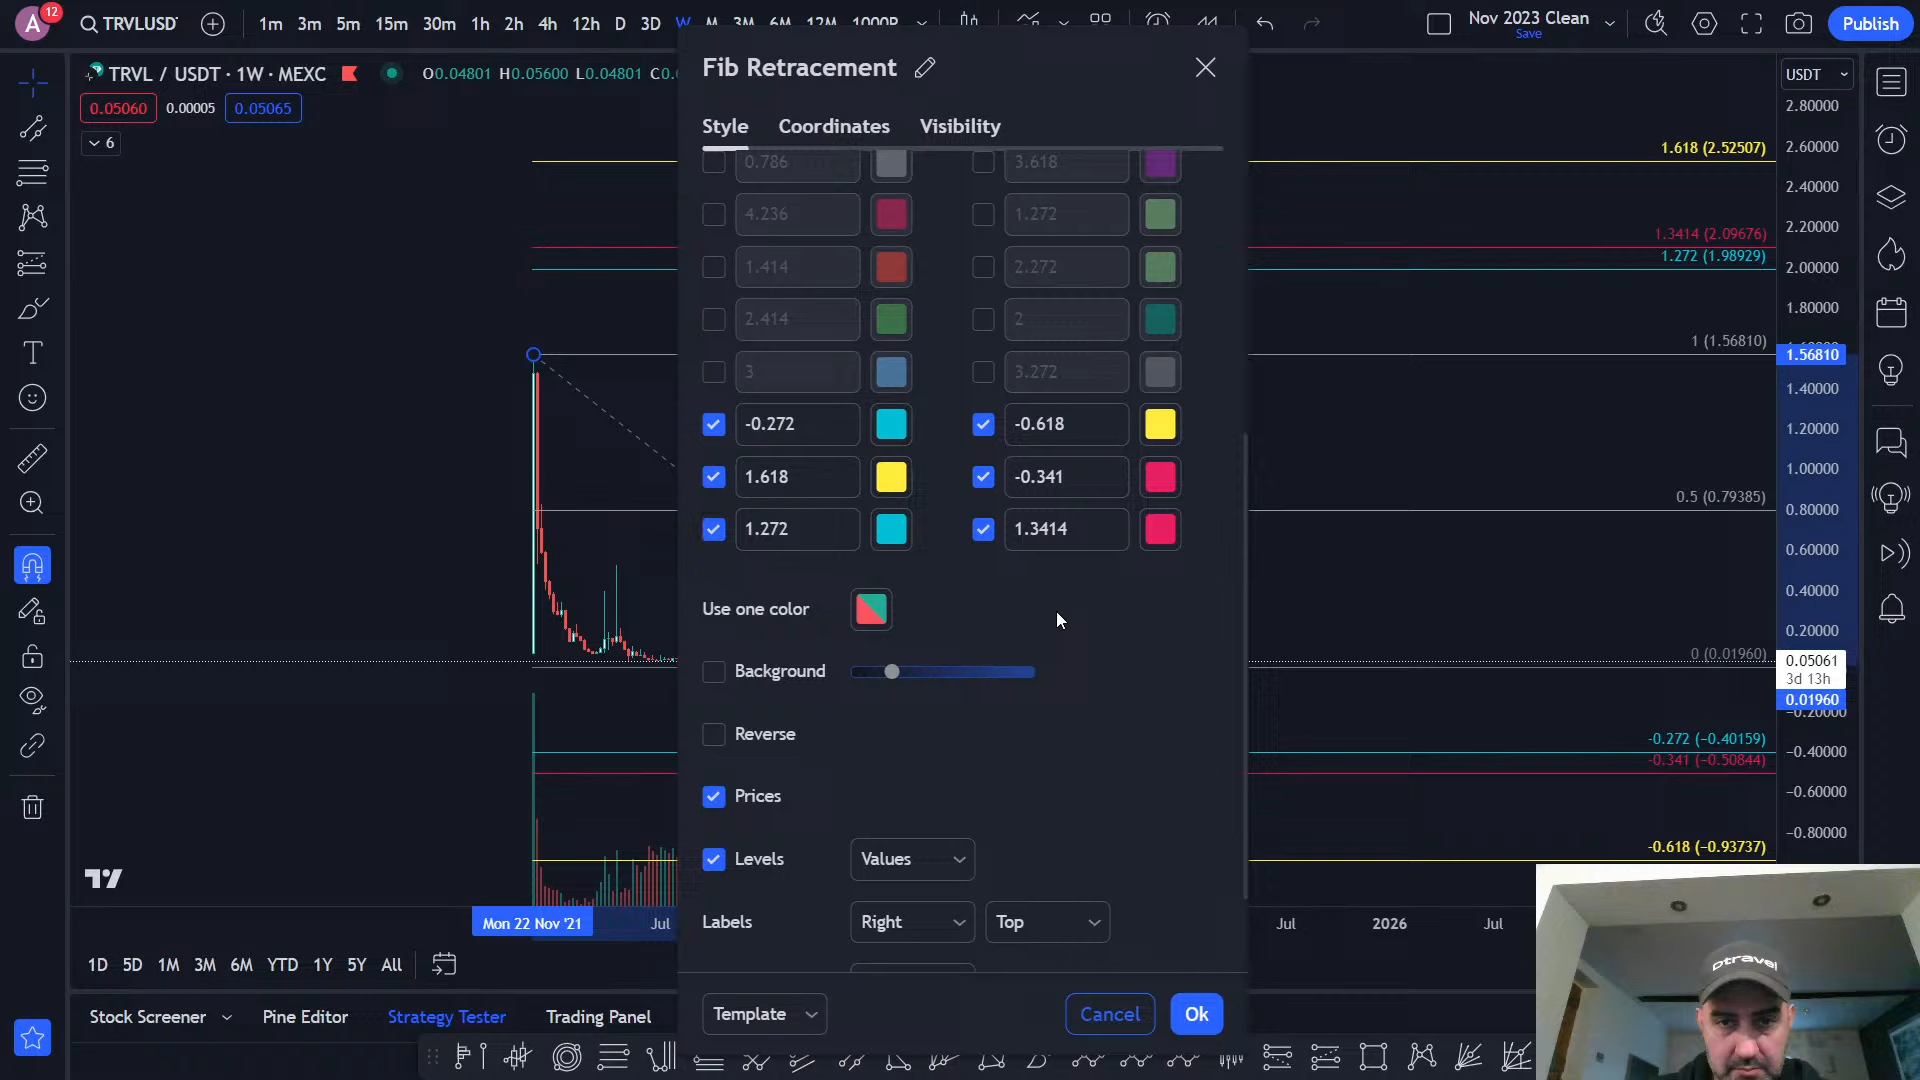 A
12
TRVLUSDT
1m 3m 5m 15m 30m 1h 2h 4h 12h D 3D W M 3M 6M 12M 1000R
Nov 2023 Clean
Save
Publish
TRVL / USDT · 1W · MEXC
O0.04801 H0.05600 L0.04801 C0.
0.05060
0.00005
0.05065
6
Fib Retracement
Style
Coordinates
Visibility
0.786
3.618
4.236
1.272
1.414
2.272
2.414
2
3
3.272
-0.272
-0.618
1.618
-0.341
1.272
1.3414
Use one color
Background
Reverse
Prices
Levels
Values
Labels
Right
Top
Template
Cancel
Ok
1.618 (2.52507)
1.3414 (2.09676)
1.272 (1.98929)
1 (1.56810)
0.5 (0.79385)
0 (0.01960)
-0.272 (−0.40159)
-0.341 (−0.50844)
-0.618 (−0.93737)
USDT
2.80000
2.60000
2.40000
2.20000
2.00000
1.80000
1.56810
1.40000
1.20000
1.00000
0.80000
0.60000
0.40000
0.20000
0.05061
3d 13h
0.01960
−0.20000
−0.40000
−0.60000
−0.80000
Mon 22 Nov '21
Jul
Jul
2026
Jul
1D 5D 1M 3M 6M YTD 1Y 5Y All
Stock Screener
Pine Editor
Strategy Tester
Trading Panel
Dtravel